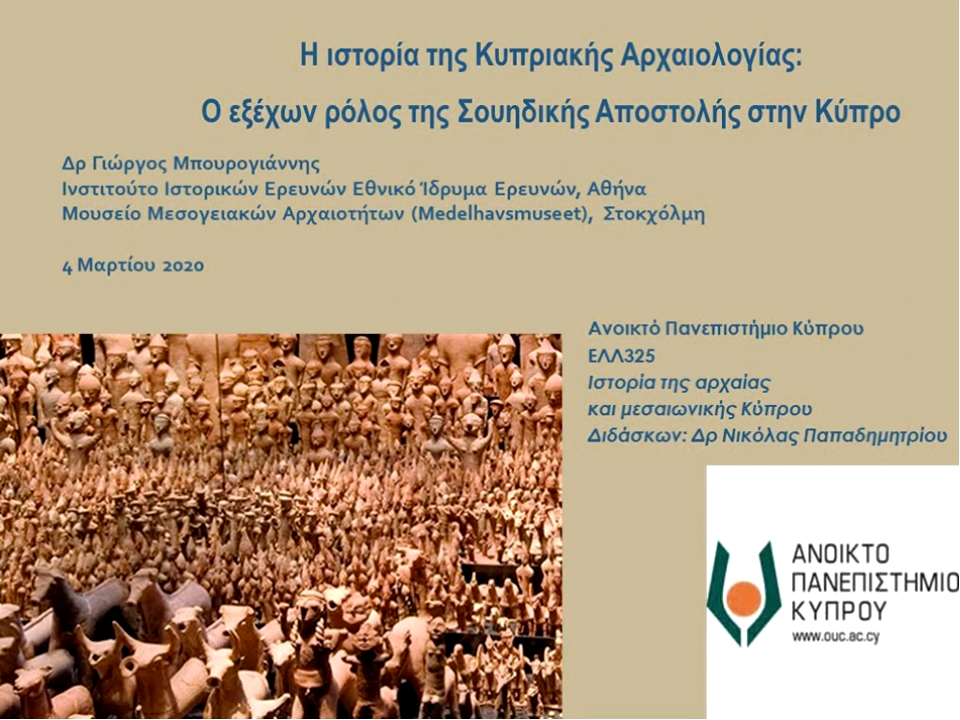 Η ιστορία της Κυπριακής Αρχαιολογίας:
Ο εξέχων ρόλος της Σουηδικής Αποστολής στην Κύπρο
Δρ Γιώργος Μπουρογιάννης
Ινστιτούτο Ιστορικών Ερευνών Εθνικό Ίδρυμα Ερευνών, Αθήνα
Μουσείο Μεσογειακών Αρχαιοτήτων (Medelhavsmuseet), Στοκχόλμη
4 Μαρτίου 2020
Ανοικτό Πανεπιστήμιο Κύπρου
ΕΛΛ325
Ιστορία της αρχαίας
και μεσαιωνικής Κύπρου
Διδάσκων: Δρ Νικόλας Παπαδημητρίου
ΑΝΟΙΚΤΟ
ΠΑΝΕΠΙΣΤΗΜΙΟ
ΚΥΠΡΟΥ
www.ouc.ac.cy